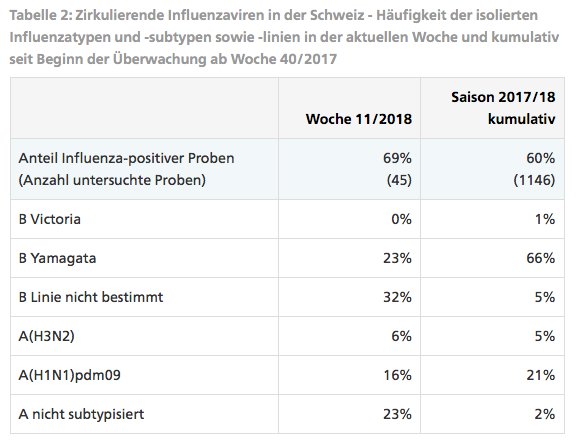 Tabelle 2: Zirkulierende Influenzaviren in der Schweiz - Häufigkeit der isolierten
Influenzatypen und -subtypen sowie -linien in der aktuellen Woche und kumulativ
seit Beginn der Überwachung ab Woche 40/2017
Woche 11/2018 Saison 2017/18
kumulativ
Anteil Influenza-positiver Proben 69% 60%
(Anzahl untersuchte Proben) (45) (1146)
B Victoria 0% 1%
B Yamagata 23% 66%
B Linie nicht bestimmt 32% 5%
A(H3N2) 6% 5%
A(H1N1)pdm09 16% 21%
A nicht subtypisiert 23% 2%